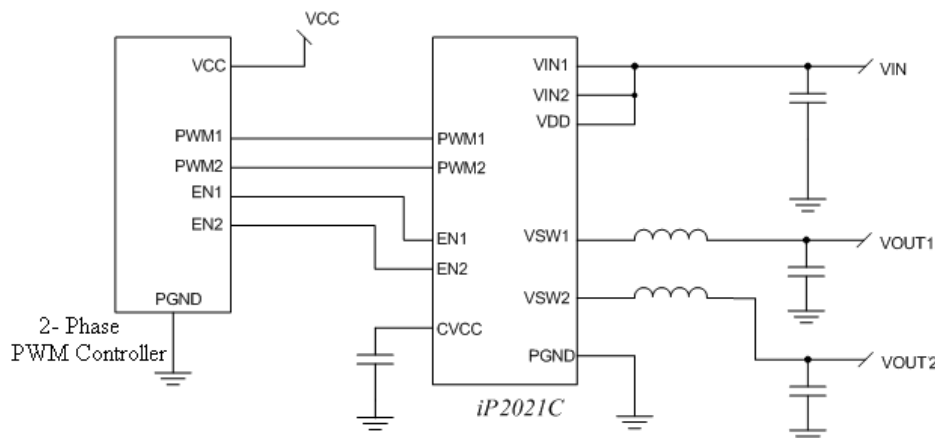 VCC
VCC
PWM1
PWM2
EN1
EN2
PGND
2- Phase
PWM Controller
PWM1
PWM2
EN1
EN2
CVCC
VIN1
VIN2
VDD
VSW1
VSW2
PGND
iP2021C
VIN
VOUT1
VOUT2